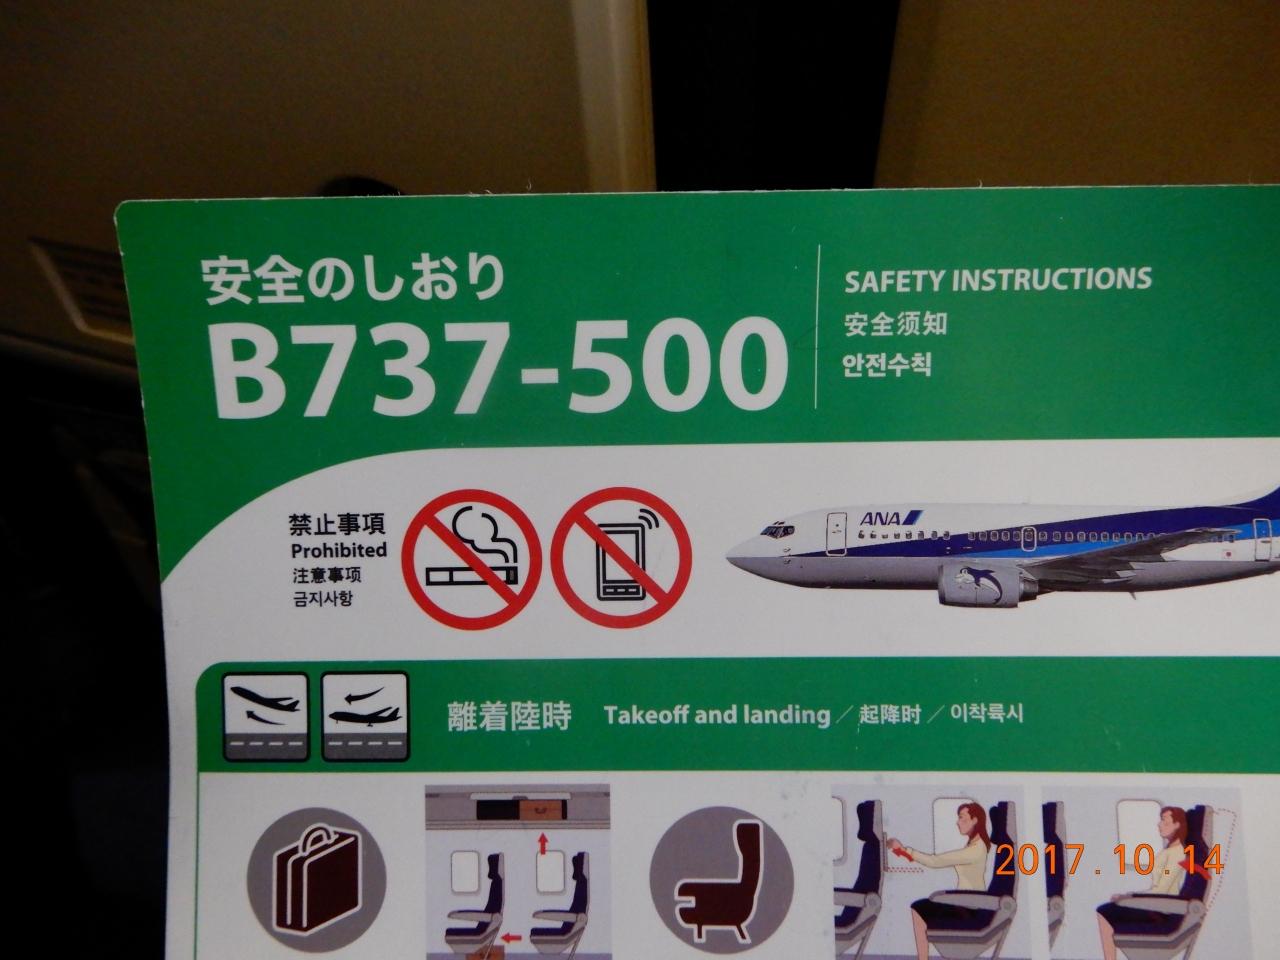 安全のしおり
B737-500
SAFETY INSTRUCTIONS
安全须知
안전수칙
禁止事項
Prohibited
注意事项
금지사항
ANA
離着陸時 Takeoff and landing / 起降时 / 이착륙시
2017.10.14